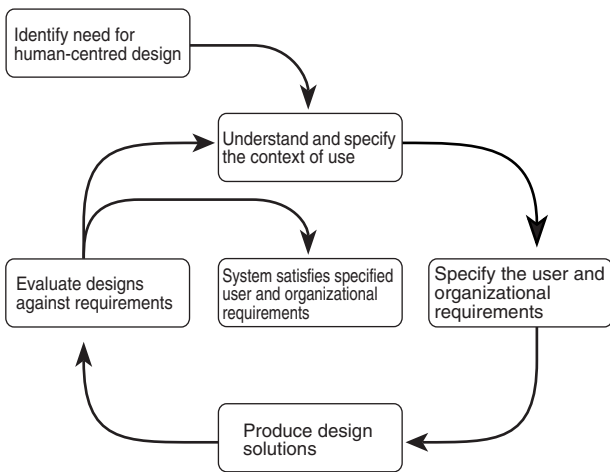 Identify need for
human-centred design
Understand and specify
the context of use
Evaluate designs
against requirements
System satisfies specified
user and organizational
requirements
Specify the user and
organizational
requirements
Produce design
solutions